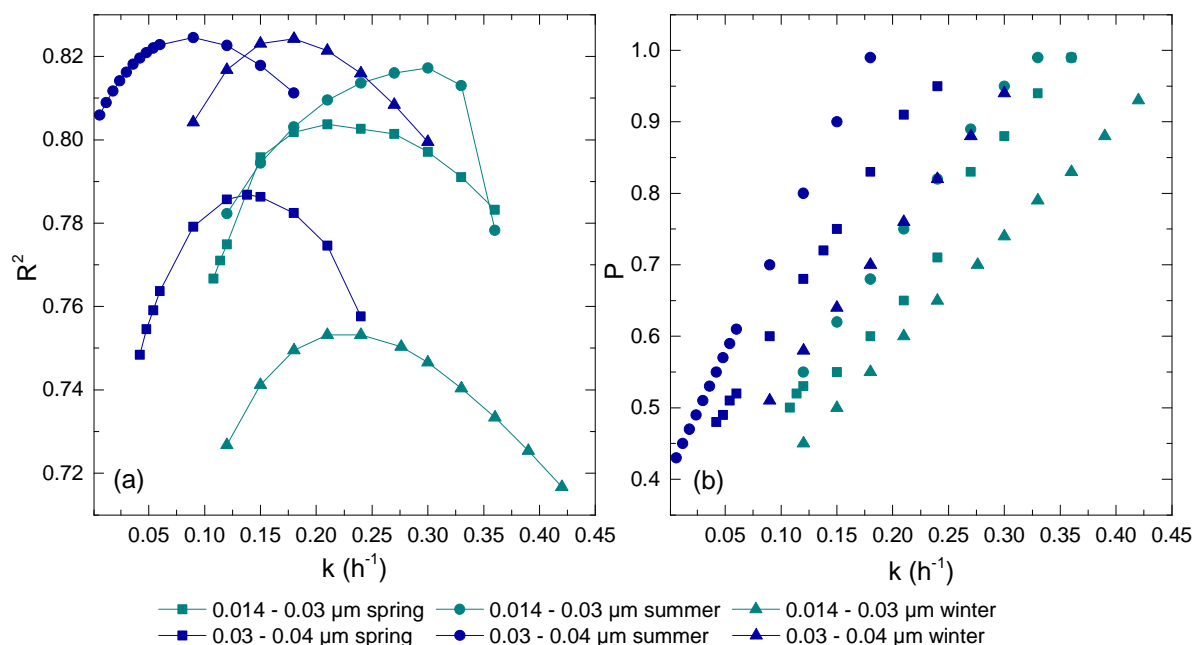 0.82
0.80
0.78
0.76
0.74
0.72
R²
(a)
0.05 0.10 0.15 0.20 0.25 0.30 0.35 0.40 0.45
k (h⁻¹)
1.0
0.9
0.8
0.7
0.6
0.5
0.4
P
(b)
0.05 0.10 0.15 0.20 0.25 0.30 0.35 0.40 0.45
k (h⁻¹)
0.014 - 0.03 µm spring 0.014 - 0.03 µm summer 0.014 - 0.03 µm winter
0.03 - 0.04 µm spring 0.03 - 0.04 µm summer 0.03 - 0.04 µm winter